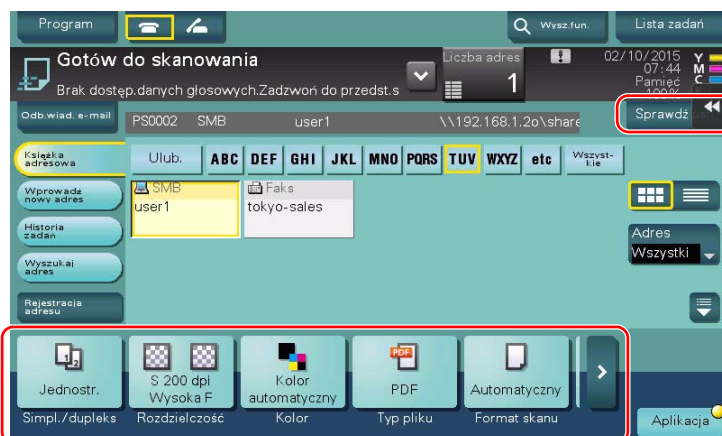 Program
Wysz.fun.
Lista zadań
Gotów do skanowania
Liczba adres
02/10/2015
07:44
Pamięć
100%
Y
M
C
K
Brak dostęp.danych głosowych.Zadzwoń do przedst.s
1
Odb.wiad. e-mail
PS0002 SMB user1 \\192.168.1.2o\share
Sprawdź
Książka
adresowa
Ulub.
ABC
DEF
GHI
JKL
MNO
PQRS
TUV
WXYZ
etc
Wszyst-
kie
Wprowadź
nowy adres
SMB
user1
Faks
tokyo-sales
Historia
zadań
Adres
Wszystki
Wyszukaj
adres
Rejestracja
adresu
1 2
Jednostr.
S 200 dpi
Wysoka F
Kolor
automatyczny
PDF
PDF
Automatyczny
Simpl./dupleks
Rozdzielczość
Kolor
Typ pliku
Format skanu
Aplikacja